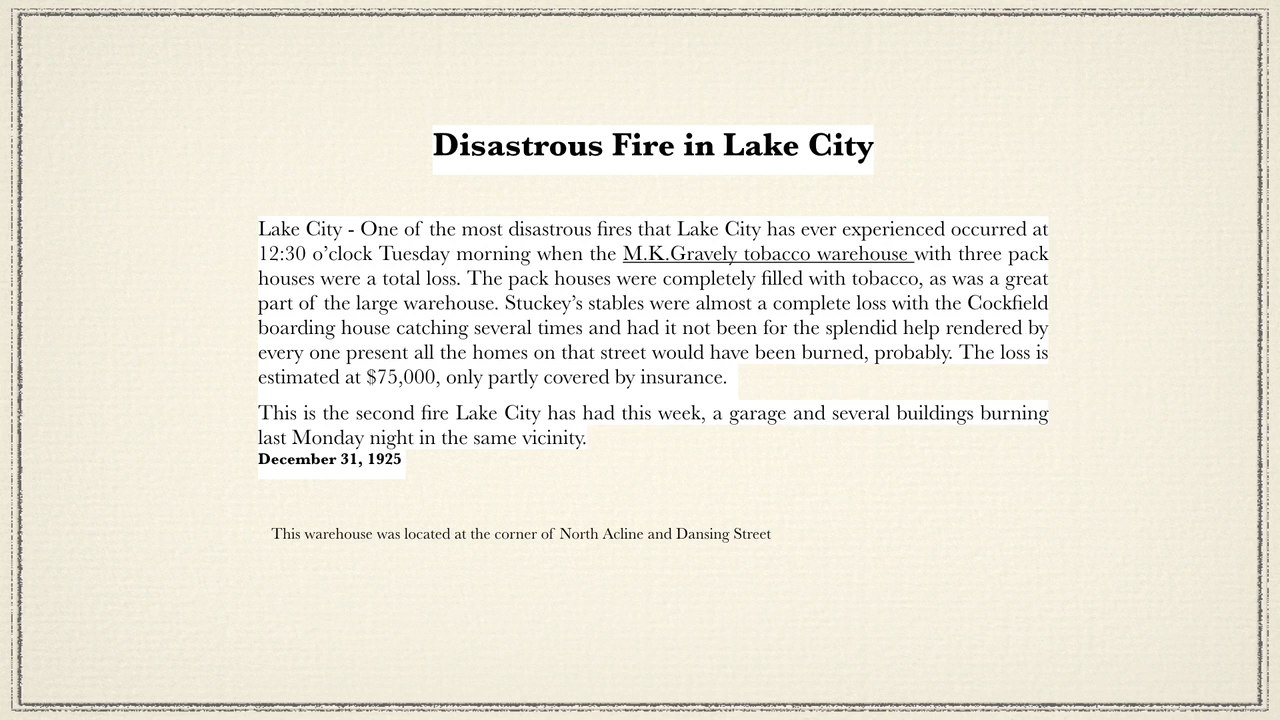 Disastrous Fire in Lake City
Lake City - One of the most disastrous fires that Lake City has ever experienced occurred at
12:30 o’clock Tuesday morning when the M.K.Gravely tobacco warehouse with three pack
houses were a total loss. The pack houses were completely filled with tobacco, as was a great
part of the large warehouse. Stuckey’s stables were almost a complete loss with the Cockfield
boarding house catching several times and had it not been for the splendid help rendered by
every one present all the homes on that street would have been burned, probably. The loss is
estimated at $75,000, only partly covered by insurance.
This is the second fire Lake City has had this week, a garage and several buildings burning
last Monday night in the same vicinity.
December 31, 1925
This warehouse was located at the corner of North Acline and Dansing Street